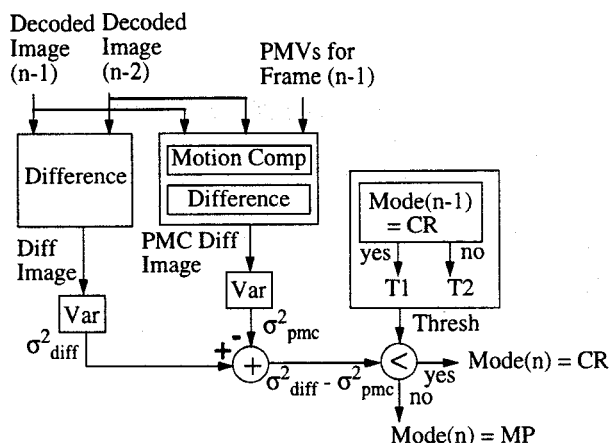 Decoded Decoded
Image Image
(n-1) (n-2)
PMVs for
Frame (n-1)
Difference
Motion Comp
Difference
Mode(n-1)
= CR
yes no
T1 T2
Diff
Image
PMC Diff
Image
Var
Var
Thresh
σ²diff
σ²pmc
+ -
+
σ²diff - σ²pmc
<
yes
Mode(n) = CR
no
Mode(n) = MP